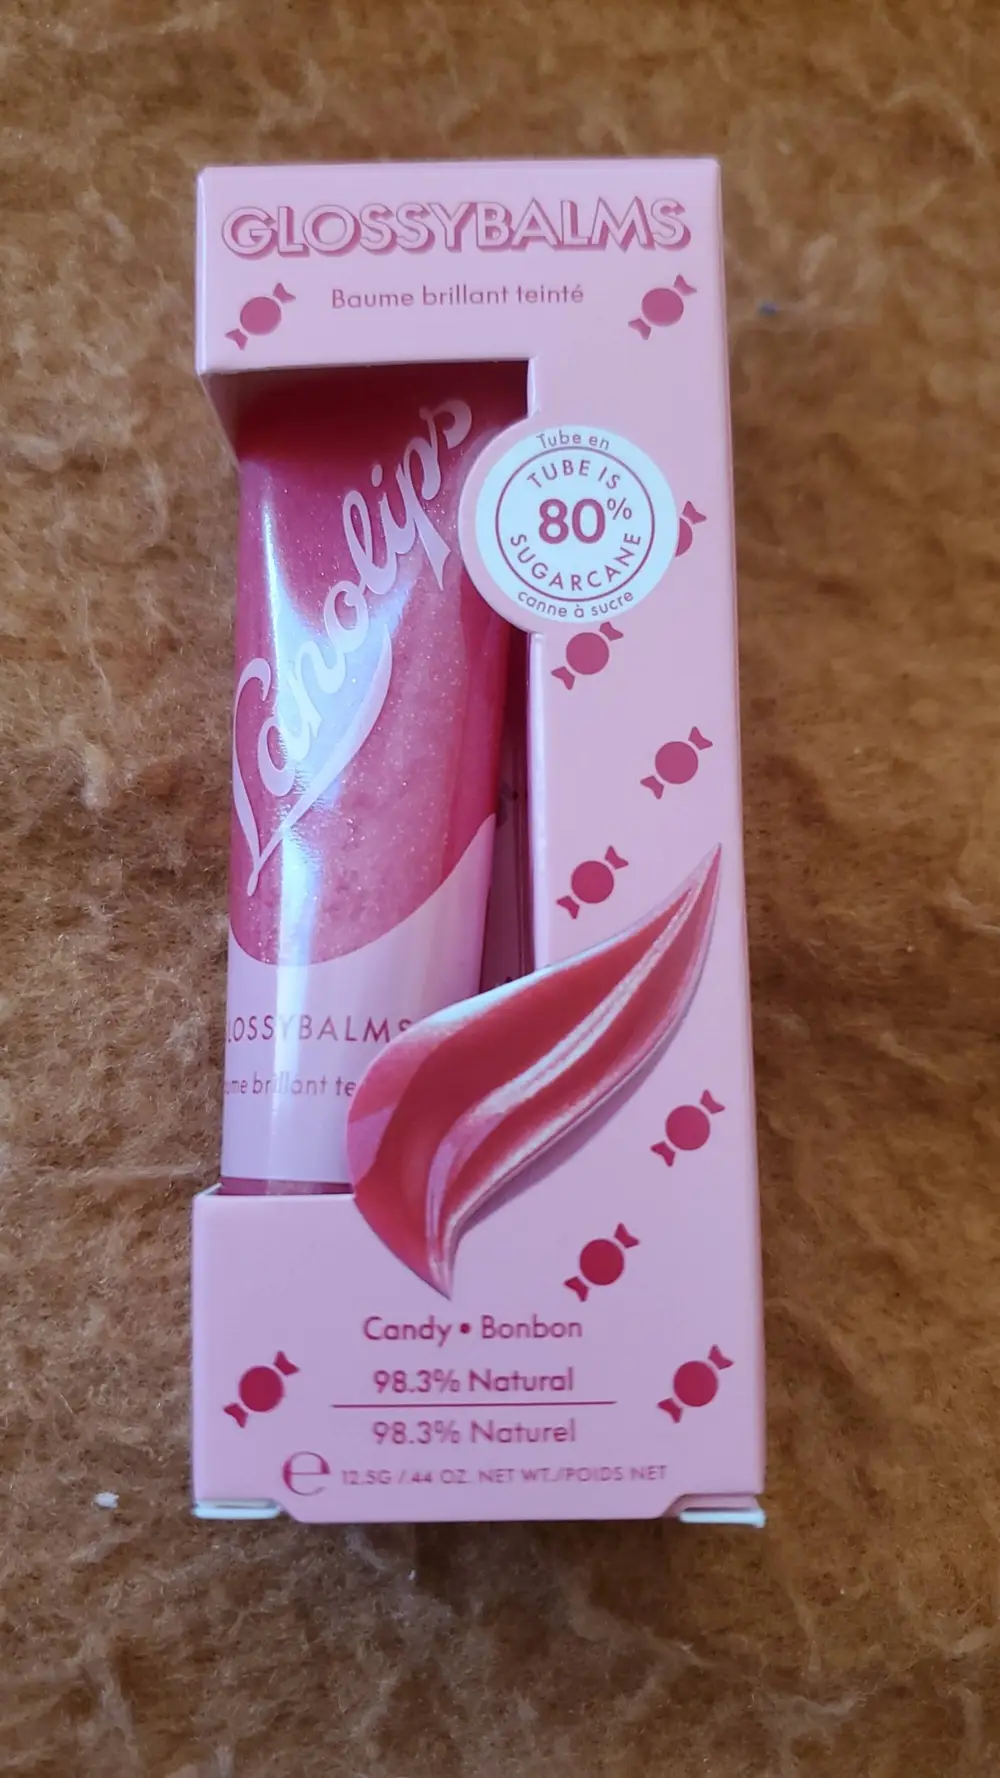 GLOSSYBALMS
Baume brillant teinté
Lanolips
Tube en
TUBE IS
80%
SUGARCANE
canne à sucre
LOSSYBALMS
ume brillant te
Candy • Bonbon
98.3% Natural
98.3% Naturel
e 12.5G / .44 OZ. NET WT./POIDS NET